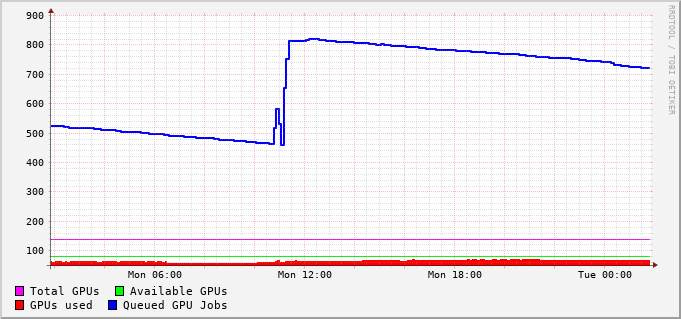 900
800
700
600
500
400
300
200
100
Mon 06:00 Mon 12:00 Mon 18:00 Tue 00:00
Total GPUs Available GPUs
GPUs used Queued GPU Jobs
RRDTOOL / TOBI OETIKER